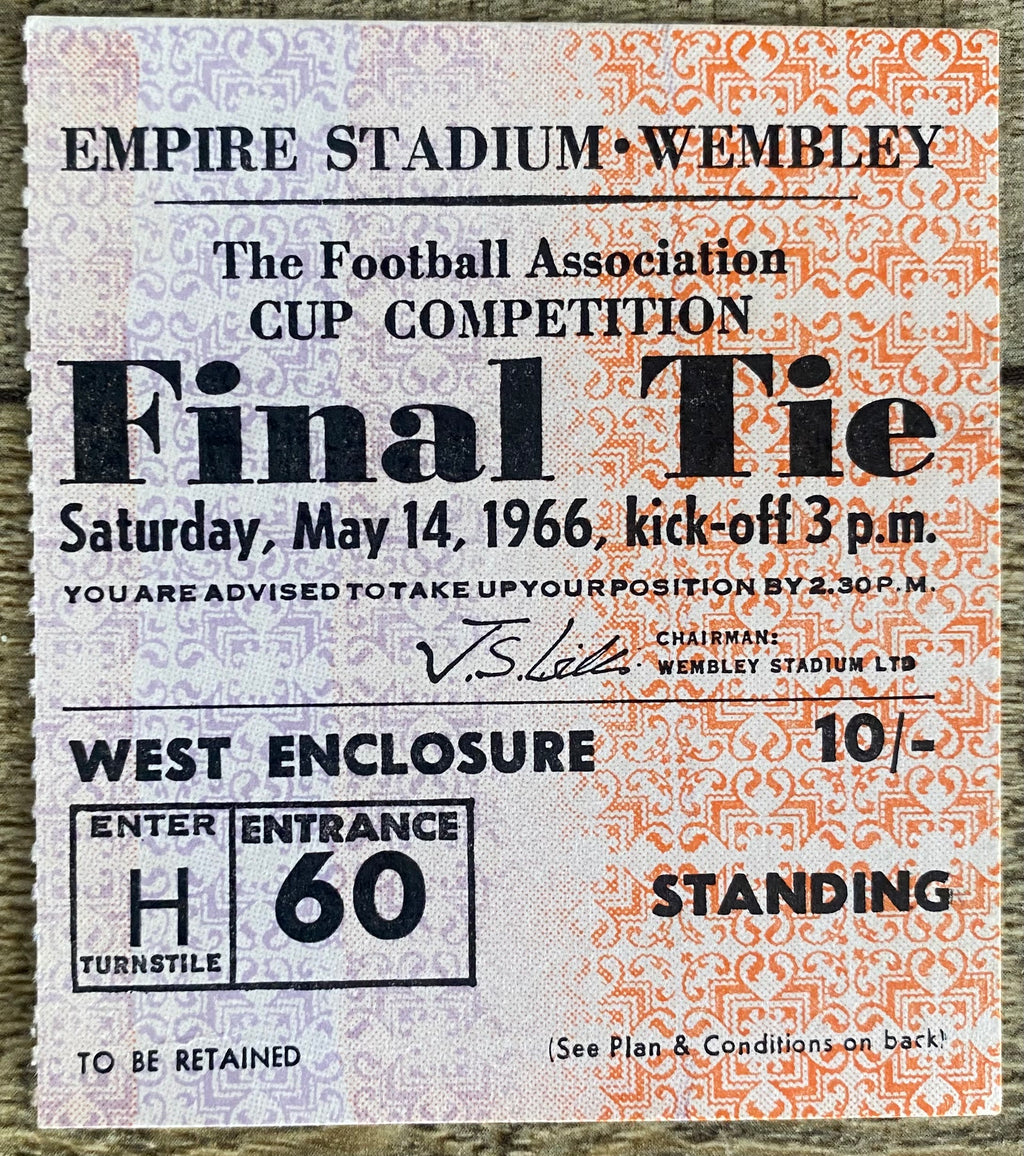 EMPIRE STADIUM · WEMBLEY
The Football Association
CUP COMPETITION
Final Tie
Saturday, May 14, 1966, kick-off 3 p.m.
YOU ARE ADVISED TO TAKE UP YOUR POSITION BY 2.30 P.M.
CHAIRMAN:
WEMBLEY STADIUM LTD
WEST ENCLOSURE 10/-
ENTER
H
TURNSTILE
ENTRANCE
60
STANDING
TO BE RETAINED
(See Plan & Conditions on back)